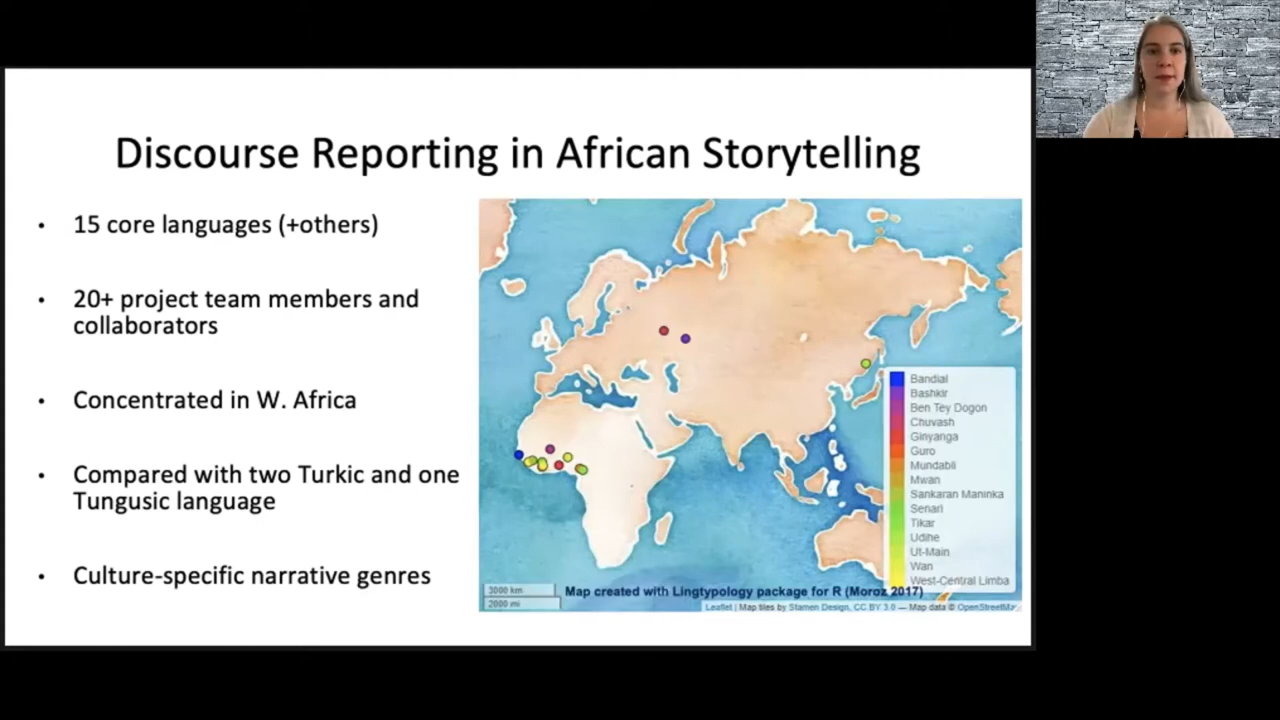 Discourse Reporting in African Storytelling
• 15 core languages (+others)
• 20+ project team members and
collaborators
• Concentrated in W. Africa
• Compared with two Turkic and one
Tungusic language
• Culture-specific narrative genres
Bandial
Bashkir
Ben Tey Dogon
Chuvash
Ginyanga
Guro
Mundabli
Mwan
Sankaran Maninka
Senari
Tikar
Udihe
Ut-Main
Wan
West-Central Limba
3000 km
2000 mi
Map created with Lingtypology package for R (Moroz 2017)
Leaflet | Map tiles by Stamen Design, CC BY 3.0 — Map data © OpenStreetMap